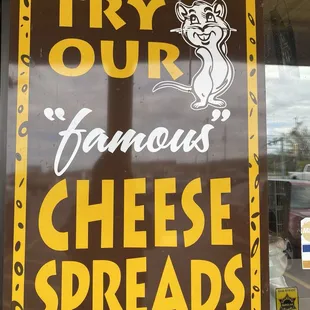 TRY
OUR
"famous"
CHEESE
SPREADS